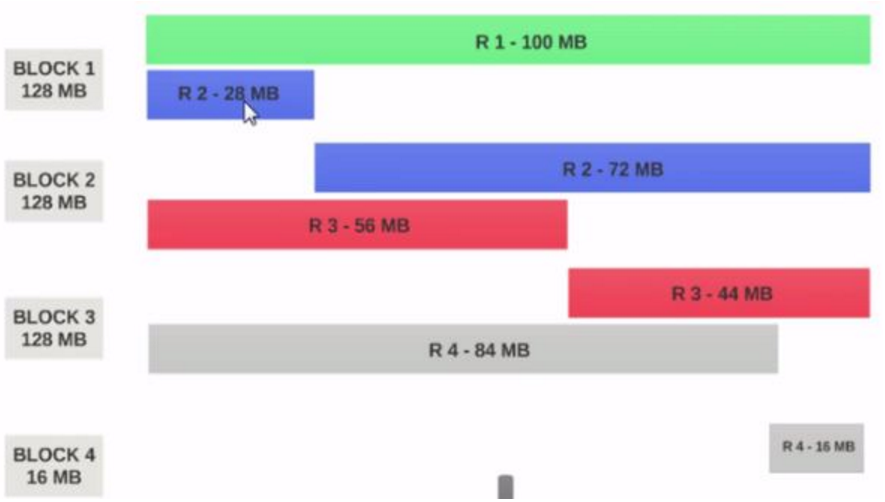 R 1 - 100 MB
BLOCK 1
128 MB
R 2 - 28 MB
BLOCK 2
128 MB
R 2 - 72 MB
R 3 - 56 MB
R 3 - 44 MB
BLOCK 3
128 MB
R 4 - 84 MB
BLOCK 4
16 MB
R 4 - 16 MB